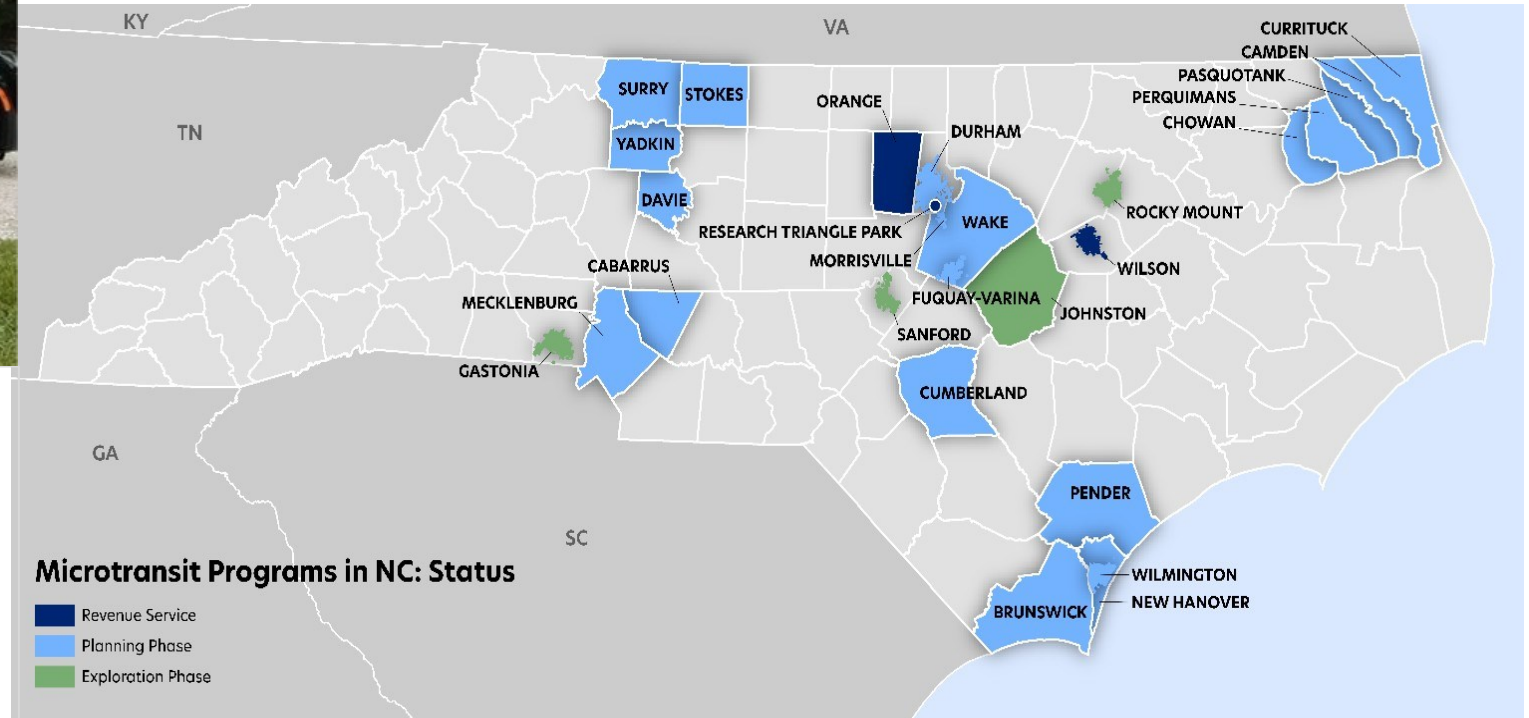 KY
VA
TN
GA
SC
CURRITUCK
CAMDEN
PASQUOTANK
PERQUIMANS
CHOWAN
SURRY
STOKES
YADKIN
DAVIE
ORANGE
DURHAM
RESEARCH TRIANGLE PARK
WAKE
MORRISVILLE
ROCKY MOUNT
WILSON
FUQUAY-VARINA
JOHNSTON
SANFORD
CABARRUS
MECKLENBURG
GASTONIA
CUMBERLAND
PENDER
WILMINGTON
NEW HANOVER
BRUNSWICK
Microtransit Programs in NC: Status
Revenue Service
Planning Phase
Exploration Phase